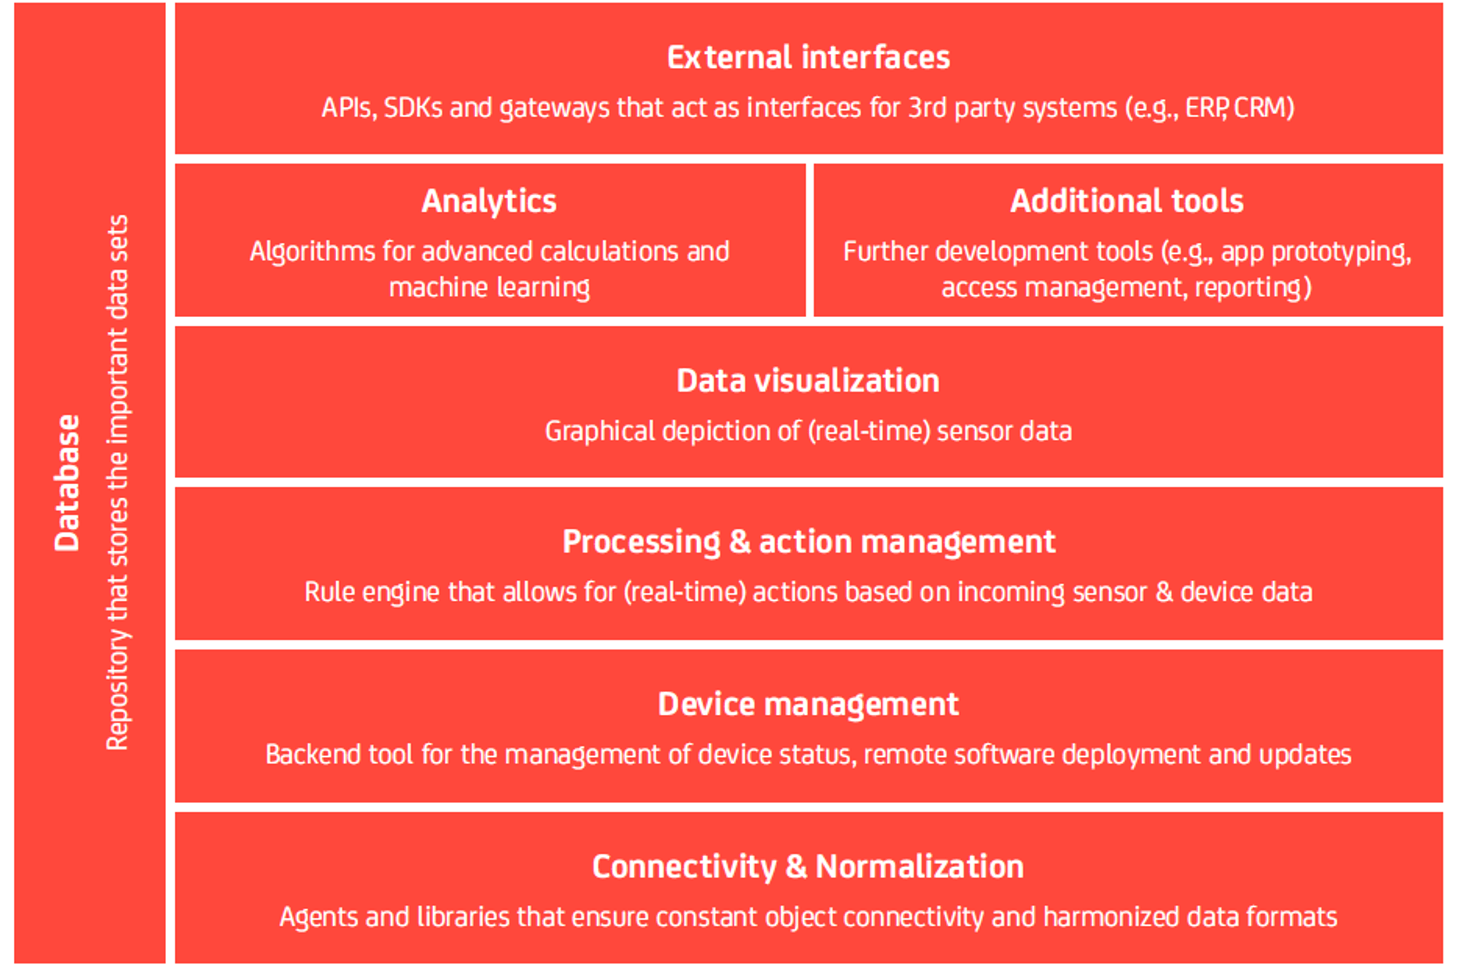 Database
Repository that stores the important data sets
External interfaces
APIs, SDKs and gateways that act as interfaces for 3rd party systems (e.g., ERP, CRM)
Analytics
Algorithms for advanced calculations and
machine learning
Additional tools
Further development tools (e.g., app prototyping,
access management, reporting)
Data visualization
Graphical depiction of (real-time) sensor data
Processing & action management
Rule engine that allows for (real-time) actions based on incoming sensor & device data
Device management
Backend tool for the management of device status, remote software deployment and updates
Connectivity & Normalization
Agents and libraries that ensure constant object connectivity and harmonized data formats